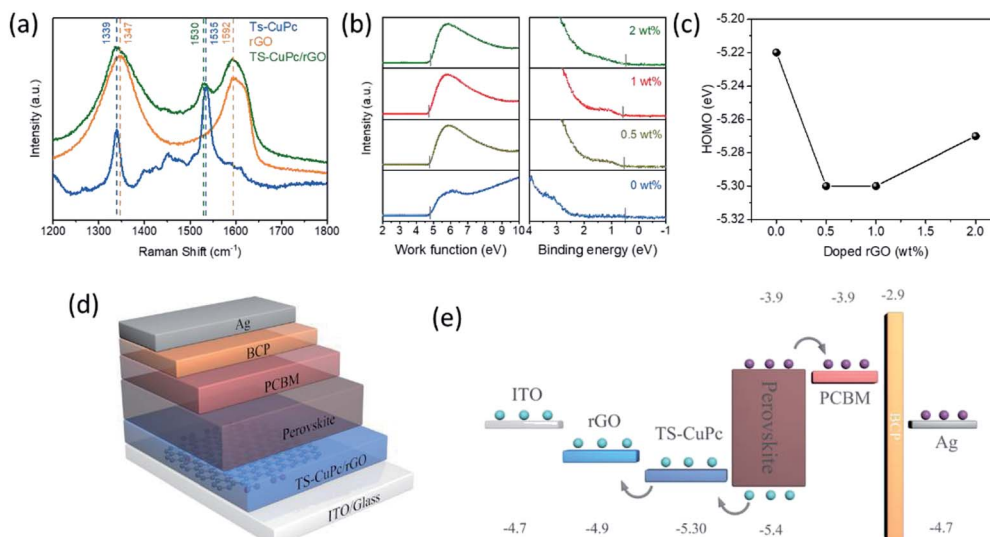 (a)
1339
1347
1530
1535
1592
Ts-CuPc
rGO
TS-CuPc/rGO
Intensity (a.u.)
1200 1300 1400 1500 1600 1700 1800
Raman Shift (cm⁻¹)
(b)
Intensity (a.u.)
2 wt%
1 wt%
0.5 wt%
0 wt%
2 3 4 5 6 7 8 9 10 4 3 2 1 0 -1
Work function (eV) Binding energy (eV)
(c)
HOMO (eV)
-5.20
-5.22
-5.24
-5.26
-5.28
-5.30
-5.32
0.0 0.5 1.0 1.5 2.0
Doped rGO (wt%)
(d)
Ag
BCP
PCBM
Perovskite
TS-CuPc/rGO
ITO/Glass
(e)
-3.9 -3.9 -2.9
ITO
rGO
TS-CuPc
Perovskite
PCBM
BCP
Ag
-4.7 -4.9 -5.30 -5.4 -4.7